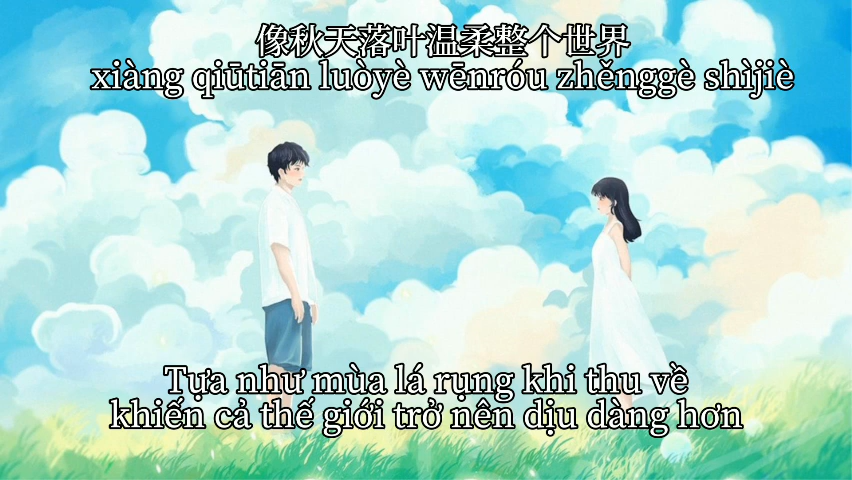 像秋天落叶温柔整个世界
xiàng qiūtiān luòyè wēnróu zhěnggè shìjiè
Tựa như mùa lá rụng khi thu về
khiến cả thế giới trở nên dịu dàng hơn